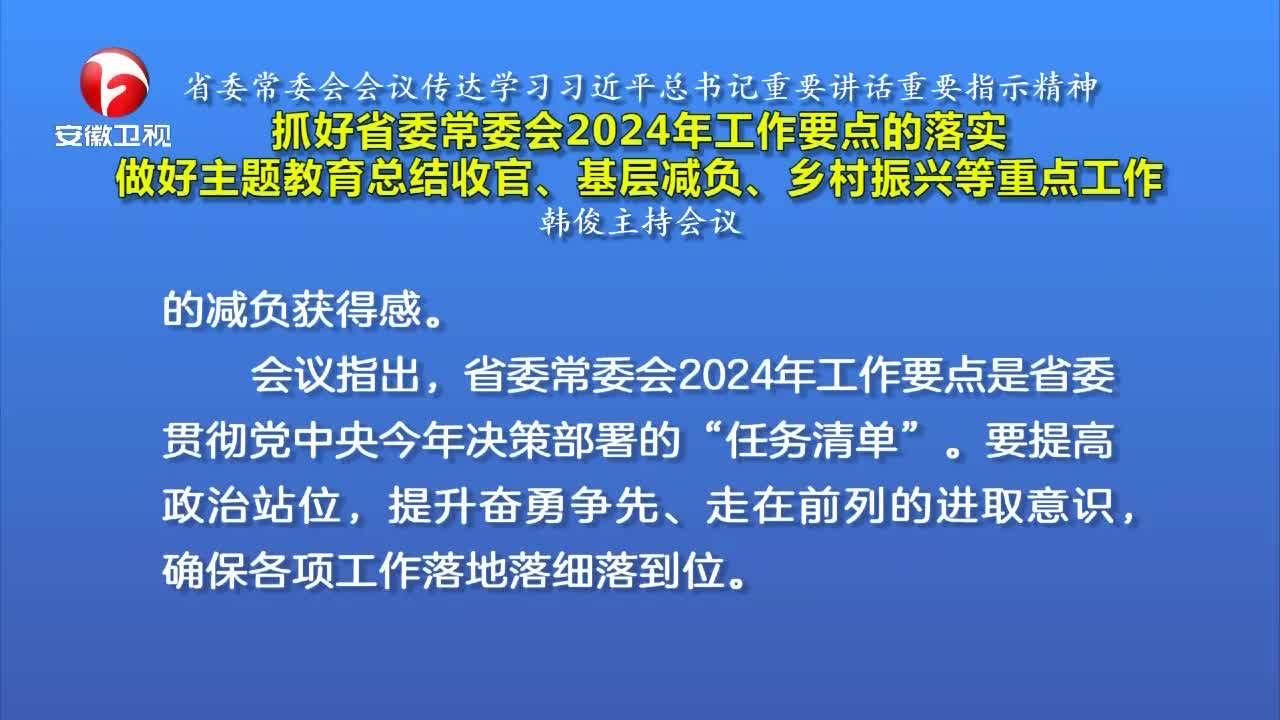 省委常委会会议传达学习习近平总书记重要讲话重要指示精神
安徽卫视
抓好省委常委会2024年工作要点的落实
做好主题教育总结收官、基层减负、乡村振兴等重点工作
韩俊主持会议
的减负获得感。
会议指出，省委常委会2024年工作要点是省委
贯彻党中央今年决策部署的“任务清单”。要提高
政治站位，提升奋勇争先、走在前列的进取意识，
确保各项工作落地落细落到位。